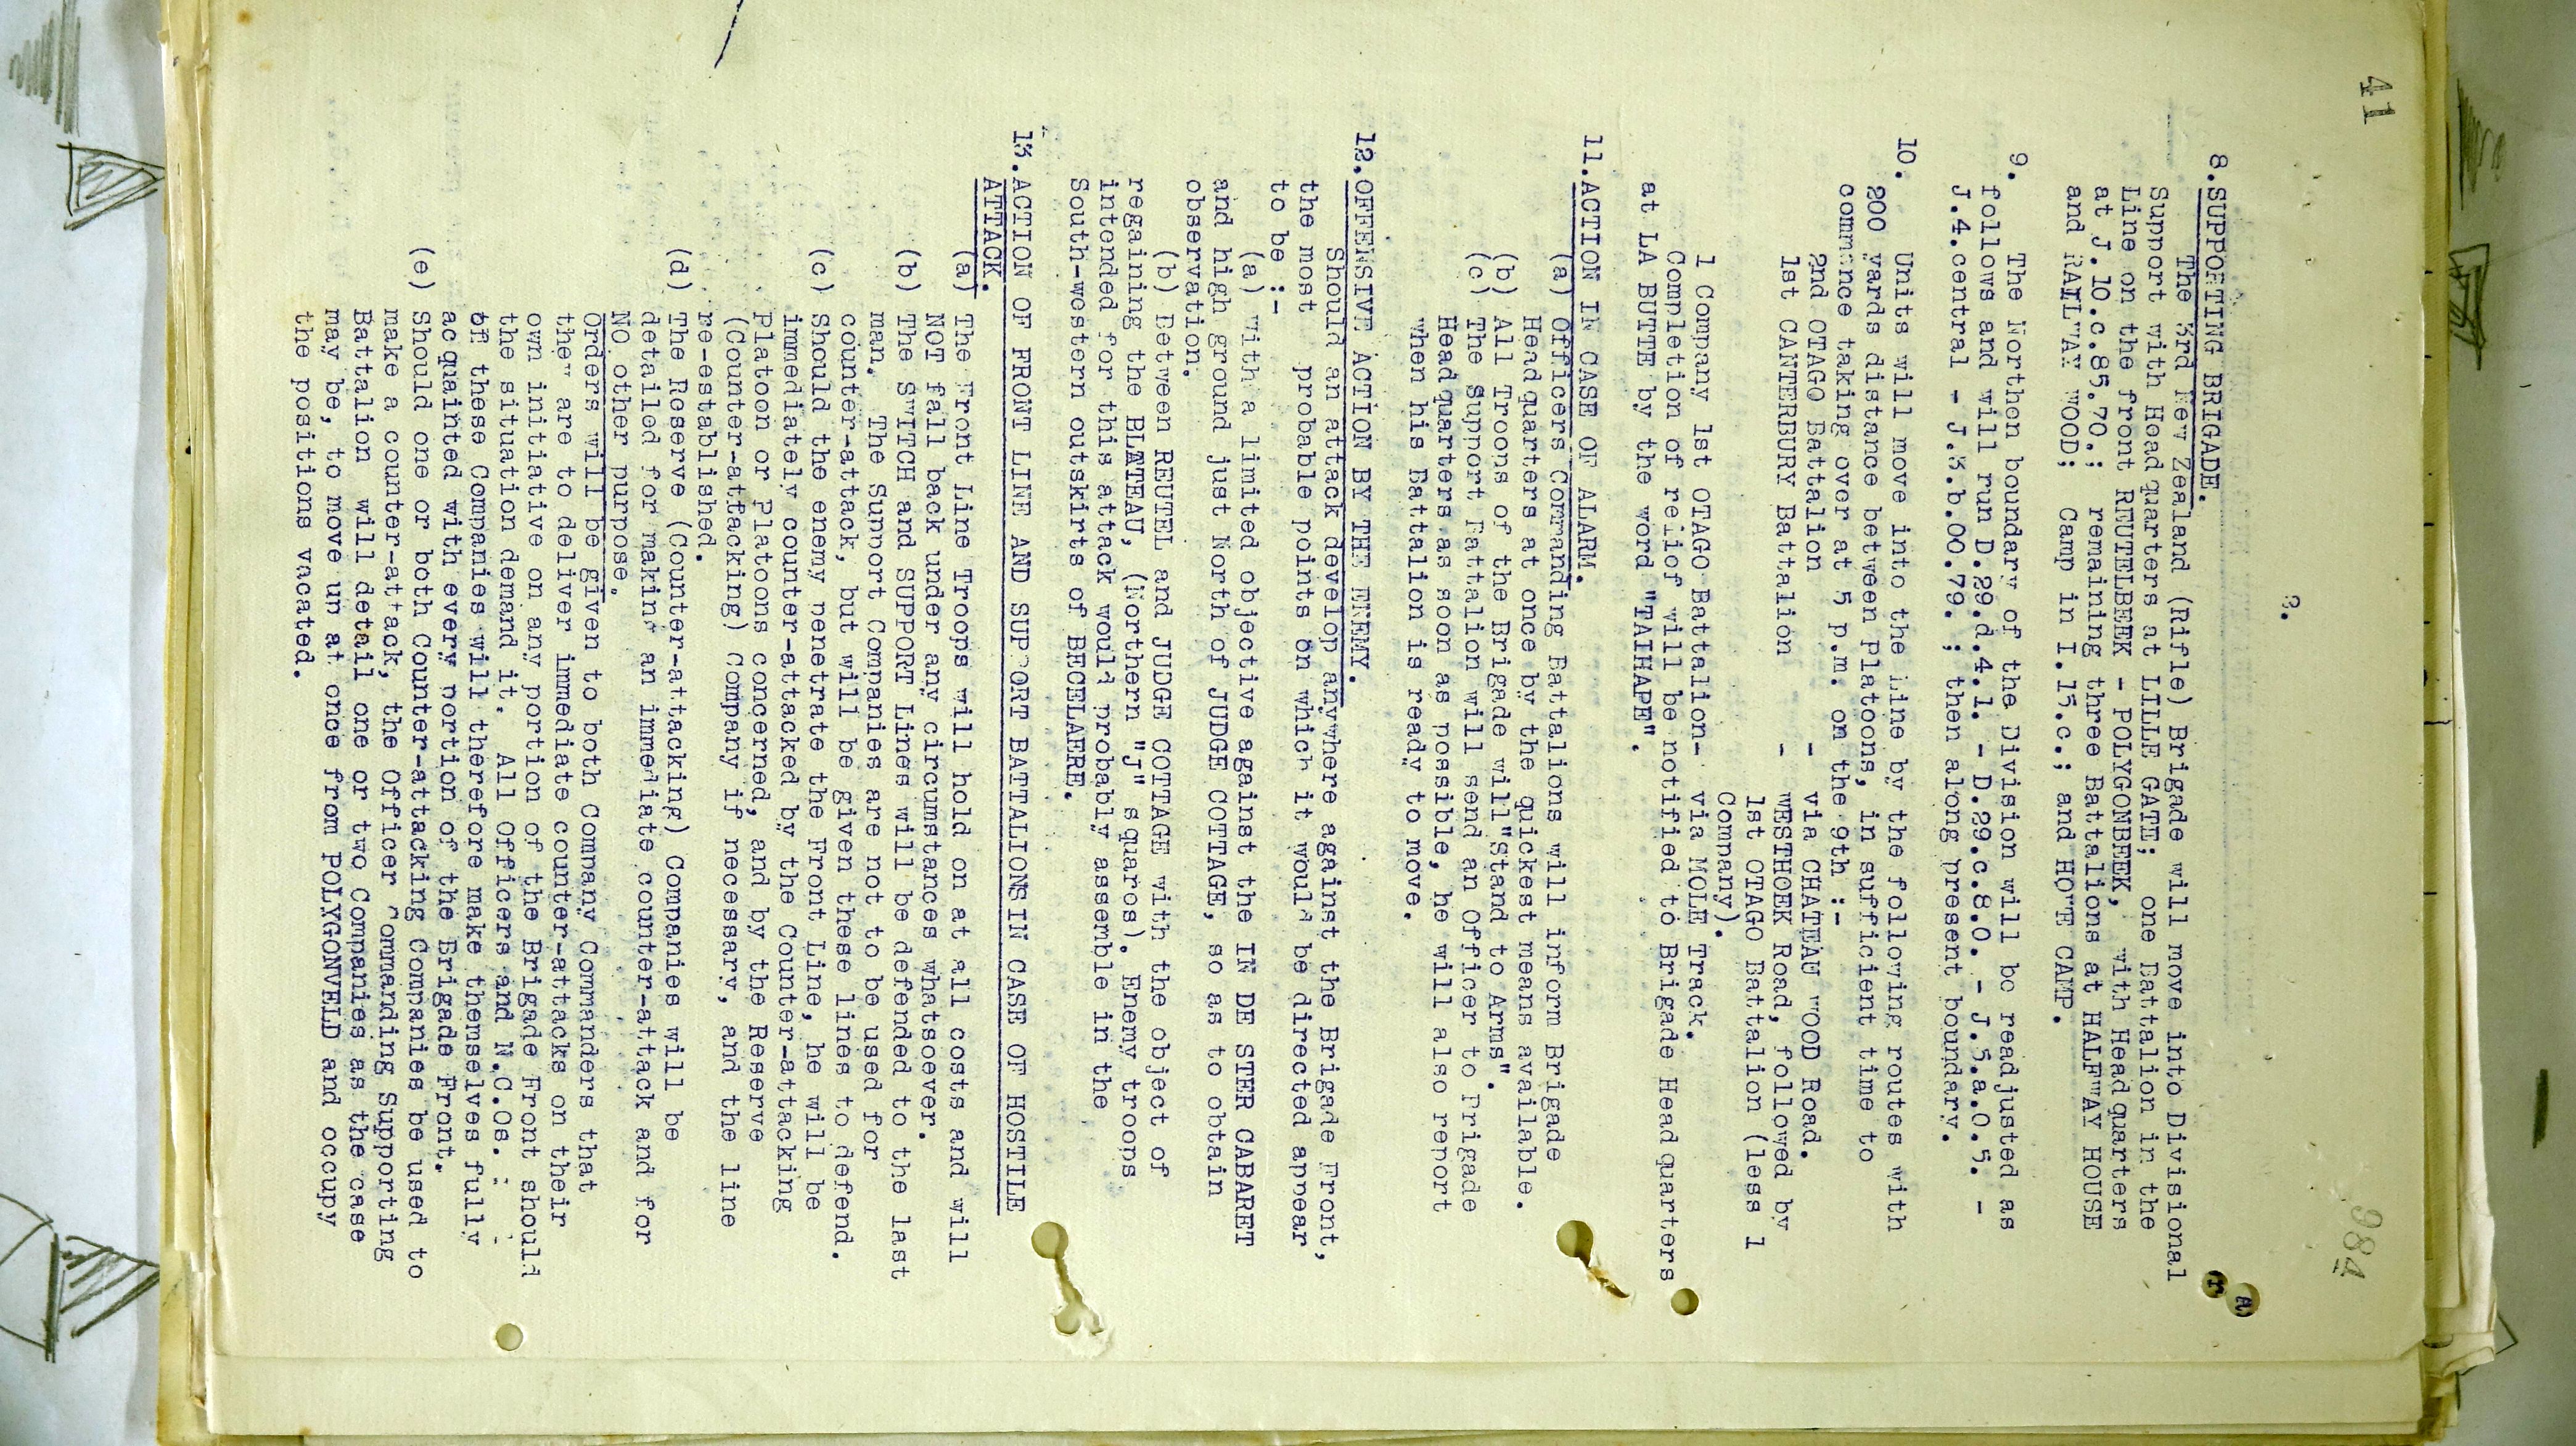 41
984
2.
8. SUPPORTING BRIGADE.
The 3rd New Zealand (Rifle) Brigade will move into Divisional
Support with Headquarters at LILLE GATE; one Battalion in the
Line on the front REUTELBEEK - POLYGONBEEK, with Headquarters
at J.10.c.85.70.; remaining three Battalions at HALFWAY HOUSE
and RAILWAY WOOD; Camp in I.15.c.; and HOWE CAMP.
9. The Northen boundary of the Division will be readjusted as
follows and will run D.29.d.4.1. - D.29.c.8.0. - J.5.a.0.5. -
J.4.central - J.3.b.00.79. ; then along present boundary.
10. Units will move into the Line by the following routes with
200 yards distance between Platoons, in sufficient time to
commence taking over at 5 p.m. on the 9th :-
2nd OTAGO Battalion - via CHATEAU WOOD Road.
1st CANTERBURY Battalion - WESTHOEK Road, followed by
1st OTAGO Battalion (less 1
Company).
1 Company 1st OTAGO Battalion- via MOLE Track.
Completion of relief will be notified to Brigade Headquarters
at LA BUTTE by the word "TAIHAPE".
11. ACTION IN CASE OF ALARM.
(a) Officers Commanding Battalions will inform Brigade
Headquarters at once by the quickest means available.
(b) All Troops of the Brigade will "Stand to Arms".
(c) The Support Battalion will send an Officer to Brigade
Headquarters as soon as possible, he will also report
when his Battalion is ready to move.
12. OFFENSIVE ACTION BY THE ENEMY.
Should an attack develop anywhere against the Brigade Front,
the most probable points on which it would be directed appear
to be :-
(a) With a limited objective against the IN DE STER CABARET
and high ground just North of JUDGE COTTAGE, so as to obtain
observation.
(b) Between REUTEL and JUDGE COTTAGE with the object of
regaining the PLATEAU, (Northern "J" squares). Enemy troops
intended for this attack would probably assemble in the
South-western outskirts of BECELAERE.
13. ACTION OF FRONT LINE AND SUPPORT BATTALIONS IN CASE OF HOSTILE
ATTACK.
(a) The Front Line Troops will hold on at all costs and will
NOT fall back under any circumstances whatsoever.
(b) The SWITCH and SUPPORT Lines will be defended to the last
man. The Support Companies are not to be used for
counter-attack, but will be given these lines to defend.
(c) Should the enemy penetrate the Front Line, he will be
immediately counter-attacked by the Counter-attacking
Platoon or Platoons concerned, and by the Reserve
(Counter-attacking) Company if necessary, and the line
re-established.
(d) The Reserve (Counter-attacking) Companies will be
detailed for making an immediate counter-attack and for
NO other purpose.
Orders will be given to both Company Commanders that
they are to deliver immediate counter-attacks on their
own initiative on any portion of the Brigade Front should
the situation demand it. All Officers and N.C.Os.
of these Companies will therefore make themselves fully
acquainted with every portion of the Brigade Front.
(e) Should one or both Counter-attacking Companies be used to
make a counter-attack, the Officer Commanding Supporting
Battalion will detail one or two Companies as the case
may be, to move up at once from POLYGONVELD and occupy
the positions vacated.